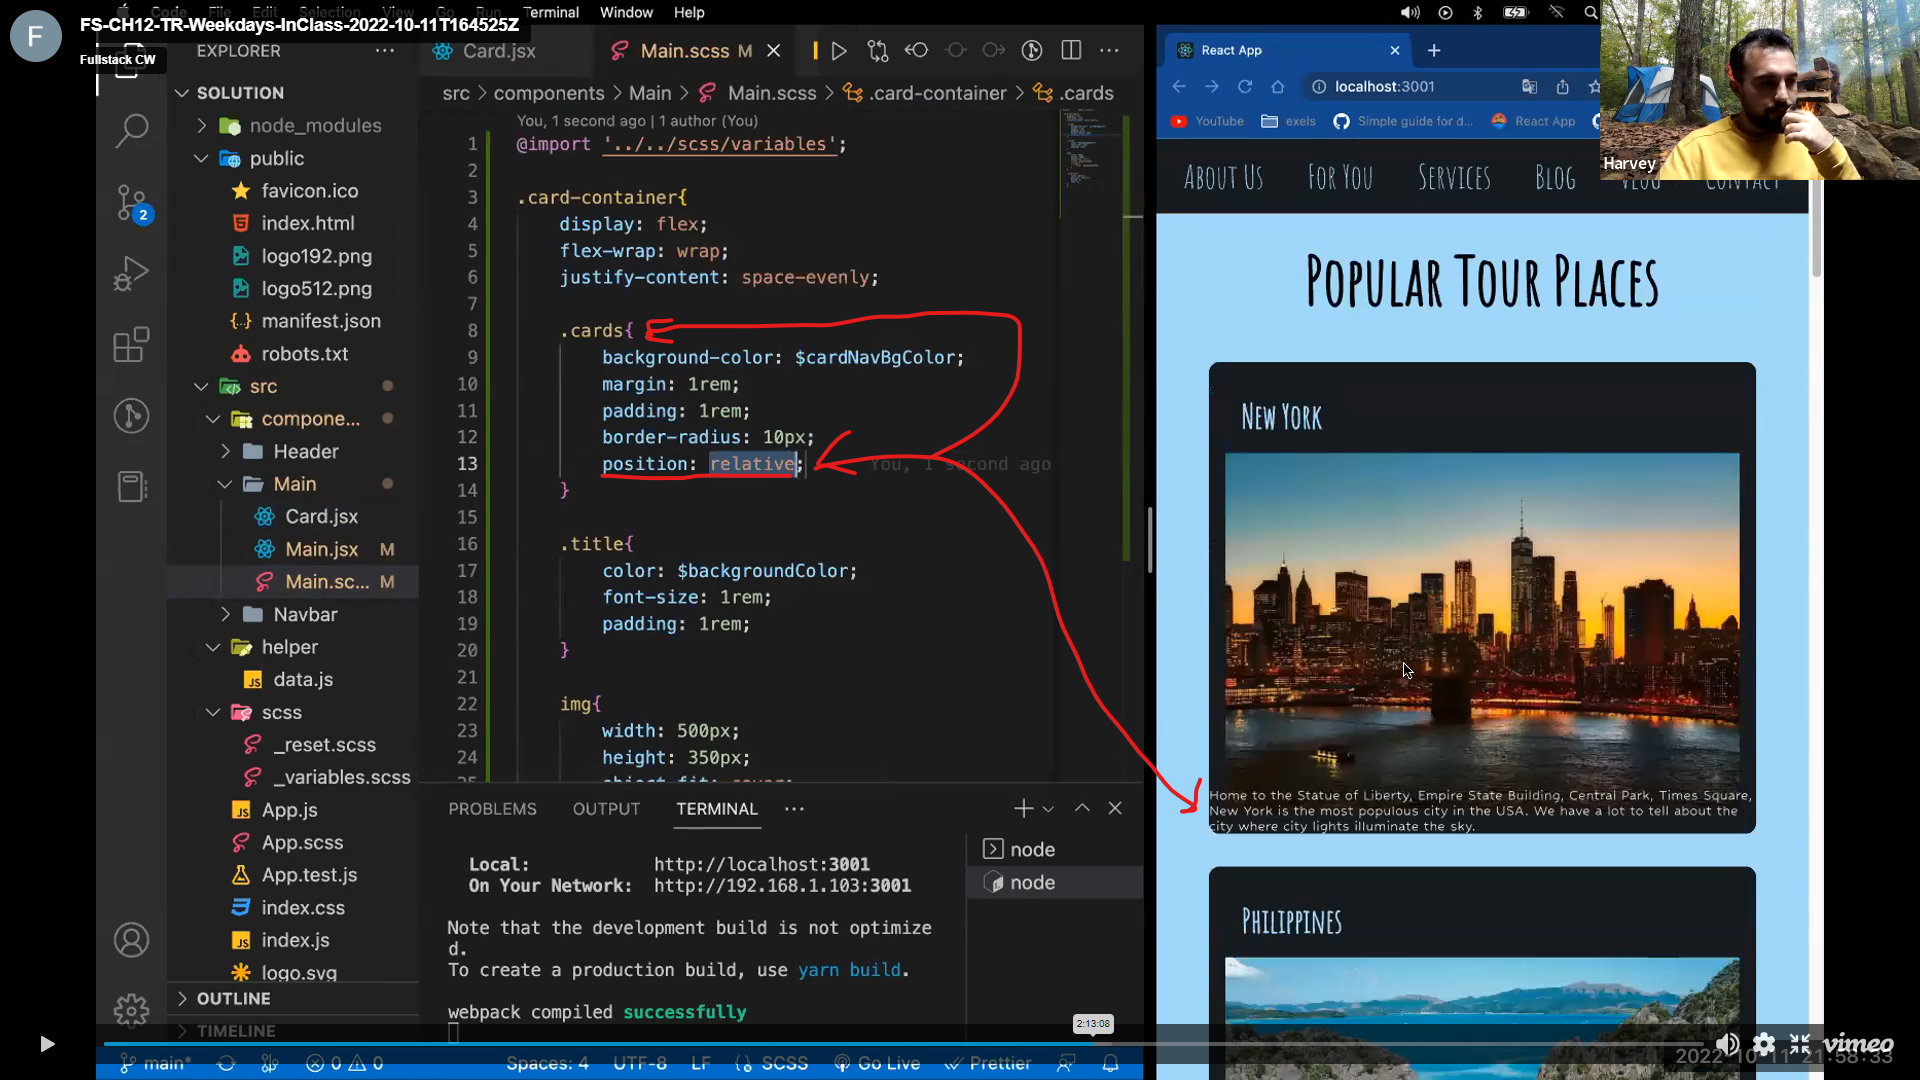 FS-CH12-TR-Weekdays-InClass-2022-10-11T164525Z
F
Fullstack CW
Terminal
Window
Help
EXPLORER
SOLUTION
node_modules
public
favicon.ico
index.html
logo192.png
logo512.png
manifest.json
robots.txt
src
compone...
Header
Main
Card.jsx
Main.jsx M
Main.sc... M
Navbar
helper
data.js
scss
_reset.scss
_variables.scss
App.js
App.scss
App.test.js
index.css
index.js
logo.svg
OUTLINE
TIMELINE
2
Card.jsx
Main.scss M
src > components > Main > Main.scss > .card-container > .cards
You, 1 second ago | 1 author (You)
1 @import '../../scss/variables';
2
3 .card-container{
4 display: flex;
5 flex-wrap: wrap;
6 justify-content: space-evenly;
7
8 .cards{
9 background-color: $cardNavBgColor;
10 margin: 1rem;
11 padding: 1rem;
12 border-radius: 10px;
13 position: relative; You, 1 second ago
14 }
15
16 .title{
17 color: $backgroundColor;
18 font-size: 1rem;
19 padding: 1rem;
20 }
21
22 img{
23 width: 500px;
24 height: 350px;
PROBLEMS OUTPUT TERMINAL
Local: http://localhost:3001
On Your Network: http://192.168.1.103:3001
Note that the development build is not optimize
d.
To create a production build, use yarn build.
webpack compiled successfully
node
node
main*
0 0
Spaces: 4
UTF-8
LF
SCSS
Go Live
Prettier
React App
localhost:3001
YouTube
exels
Simple guide for d...
React App
Harvey
About Us
For You
Services
Blog
Vlog
Contact
Popular Tour Places
New York
Home to the Statue of Liberty, Empire State Building, Central Park, Times Square,
New York is the most populous city in the USA. We have a lot to tell about the
city where city lights illuminate the sky.
Philippines
2:13:08
vimeo
2022-10-11 21:58:33